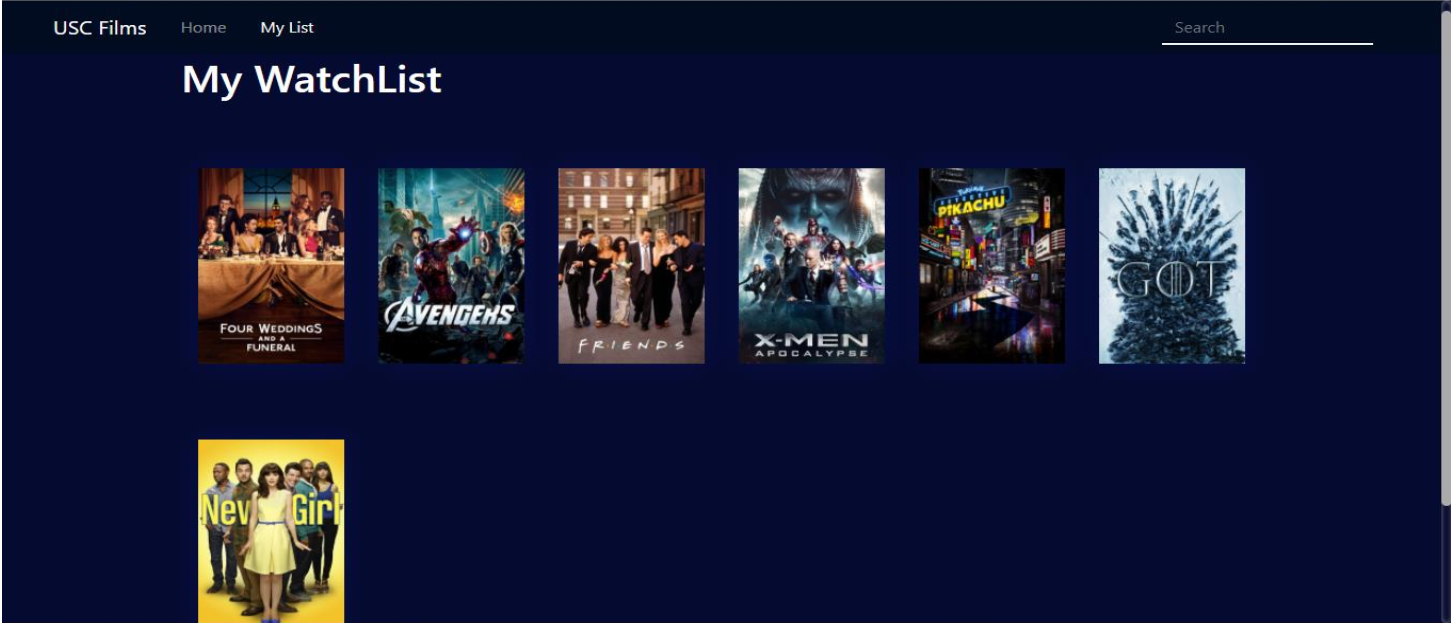 USC Films Home My List Search
My WatchList
FOUR WEDDINGS
AND A
FUNERAL
AVENGERS
F·R·I·E·N·D·S
X-MEN
APOCALYPSE
POKÉMON
DETECTIVE
PIKACHU
GOT
New Girl